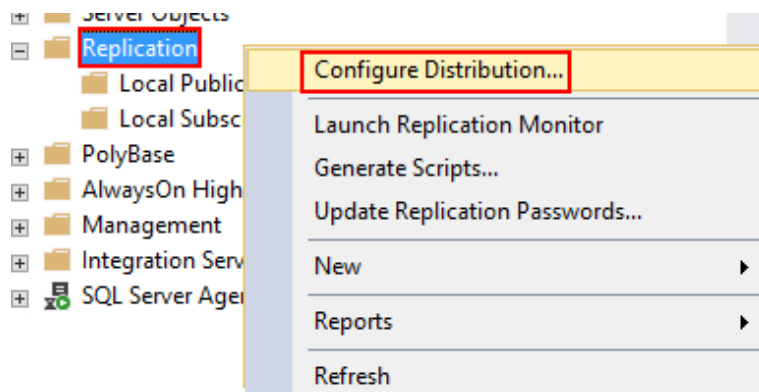 Server Objects
Replication
Configure Distribution...
Local Public
Launch Replication Monitor
Local Subsc
Generate Scripts...
PolyBase
Update Replication Passwords...
AlwaysOn High
Management
New
Integration Serv
SQL Server Age
Reports
Refresh